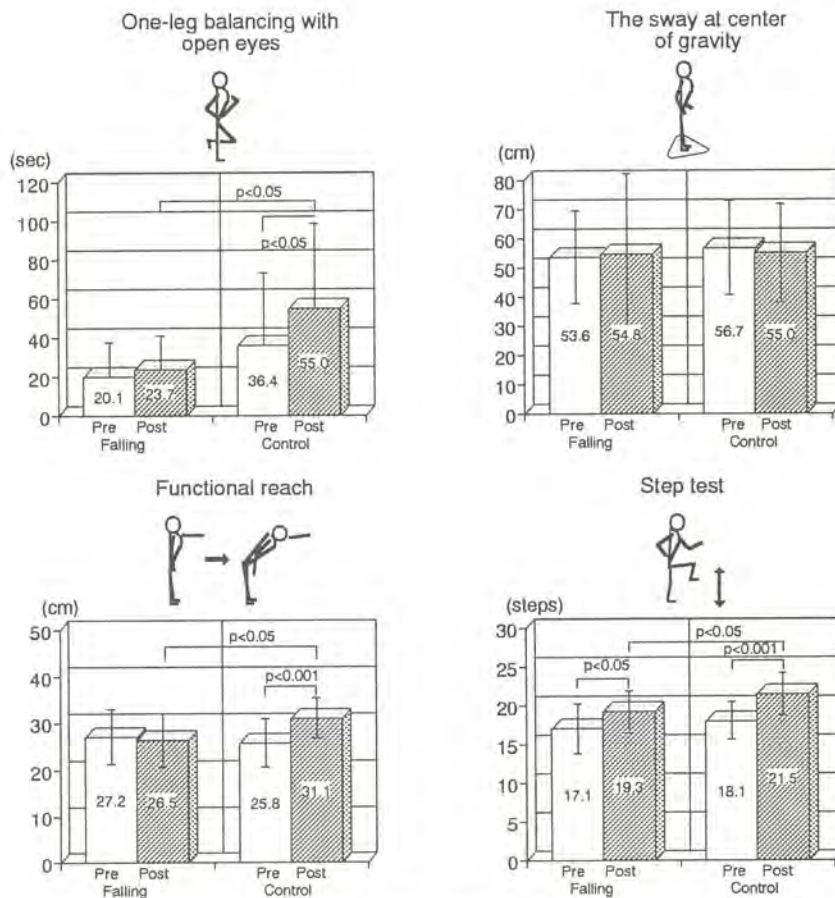 One-leg balancing with
open eyes
(sec)
120
100
80
60
40
20
0
p<0.05
p<0.05
20.1
23.7
36.4
55.0
Pre Post Pre Post
Falling Control
The sway at center
of gravity
(cm)
80
70
60
50
40
30
20
10
0
53.6
54.8
56.7
55.0
Pre Post Pre Post
Falling Control
Functional reach
(cm)
50
40
30
20
10
0
p<0.05
p<0.001
27.2
26.5
25.8
31.1
Pre Post Pre Post
Falling Control
Step test
(steps)
30
25
20
15
10
5
0
p<0.05
p<0.05
p<0.001
17.1
19.3
18.1
21.5
Pre Post Pre Post
Falling Control